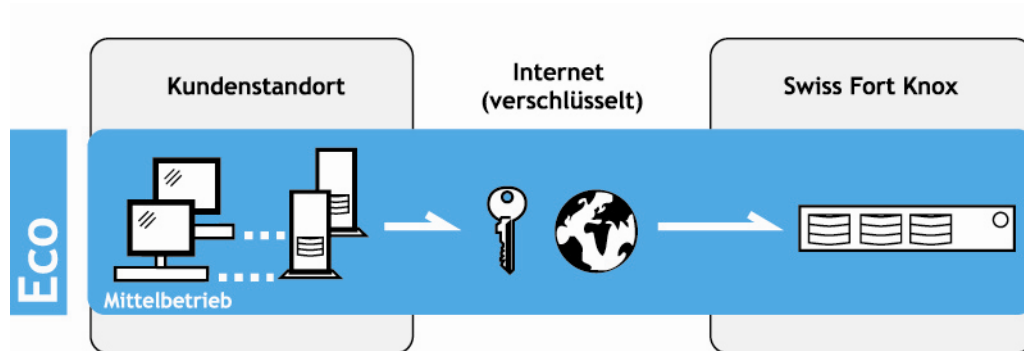 Kundenstandort
Internet
(verschlüsselt)
Swiss Fort Knox
Eco
Mittelbetrieb